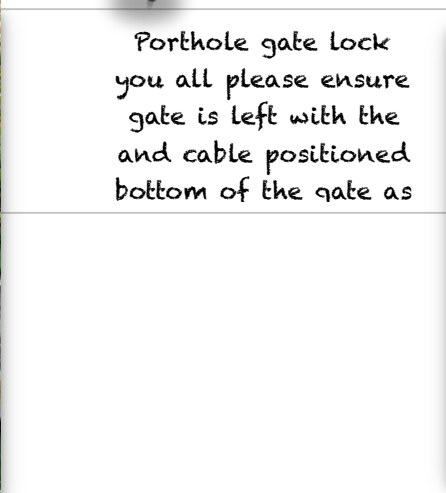 Porthole gate lock
you all please ensure
gate is left with the
and cable positioned
bottom of the gate as